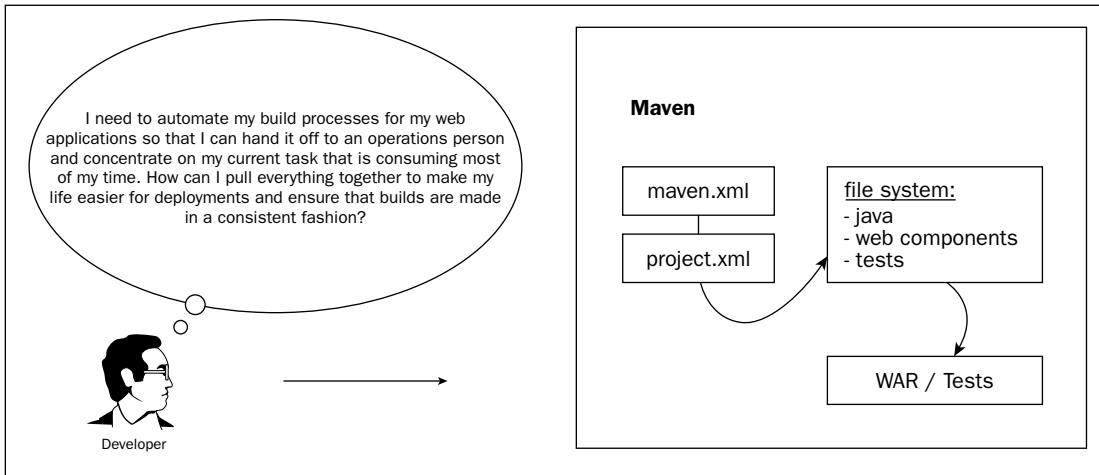 I need to automate my build processes for my web
applications so that I can hand it off to an operations person
and concentrate on my current task that is consuming most
of my time. How can I pull everything together to make my
life easier for deployments and ensure that builds are made
in a consistent fashion?
Developer
Maven
maven.xml
project.xml
file system:
- java
- web components
- tests
WAR / Tests